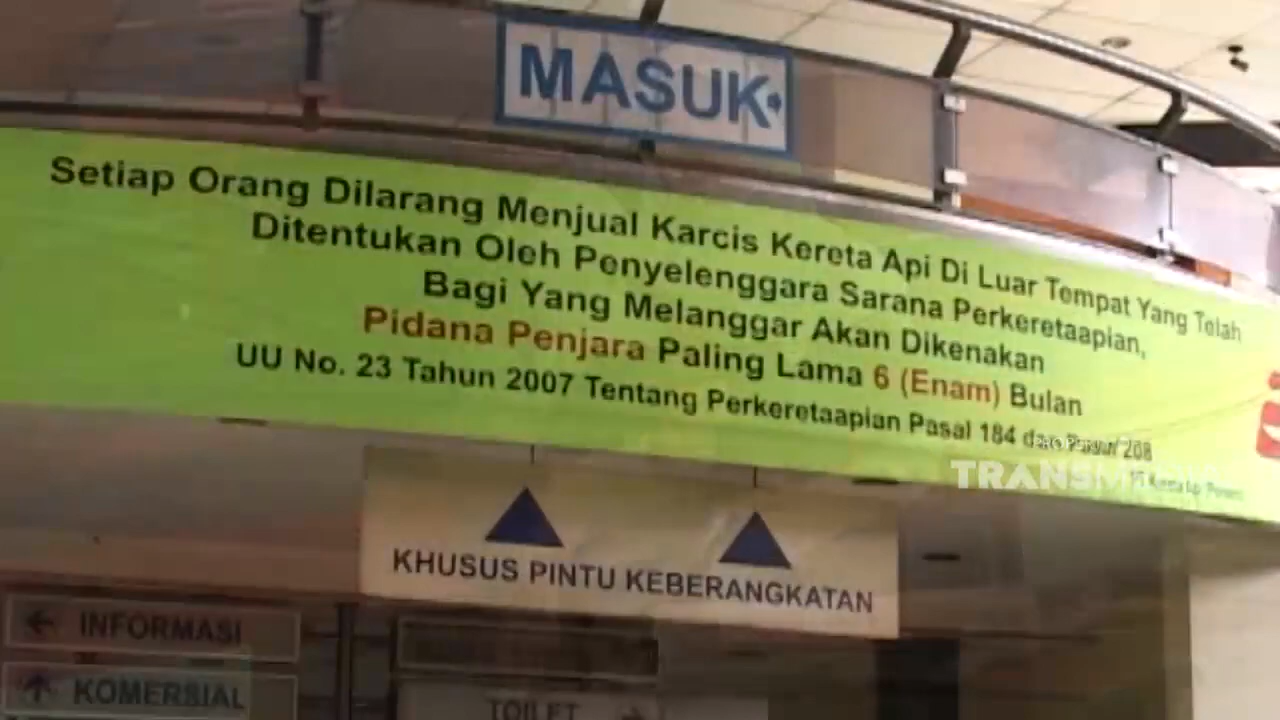 MASUK
Setiap Orang Dilarang Menjual Karcis Kereta Api Di Luar Tempat Yang Telah
Ditentukan Oleh Penyelenggara Sarana Perkeretaapian,
Bagi Yang Melanggar Akan Dikenakan
Pidana Penjara Paling Lama 6 (Enam) Bulan
UU No. 23 Tahun 2007 Tentang Perkeretaapian Pasal 184 dan Pasal 208
TRANSMEDIA
KHUSUS PINTU KEBERANGKATAN
INFORMASI
KOMERSIAL
TOILET